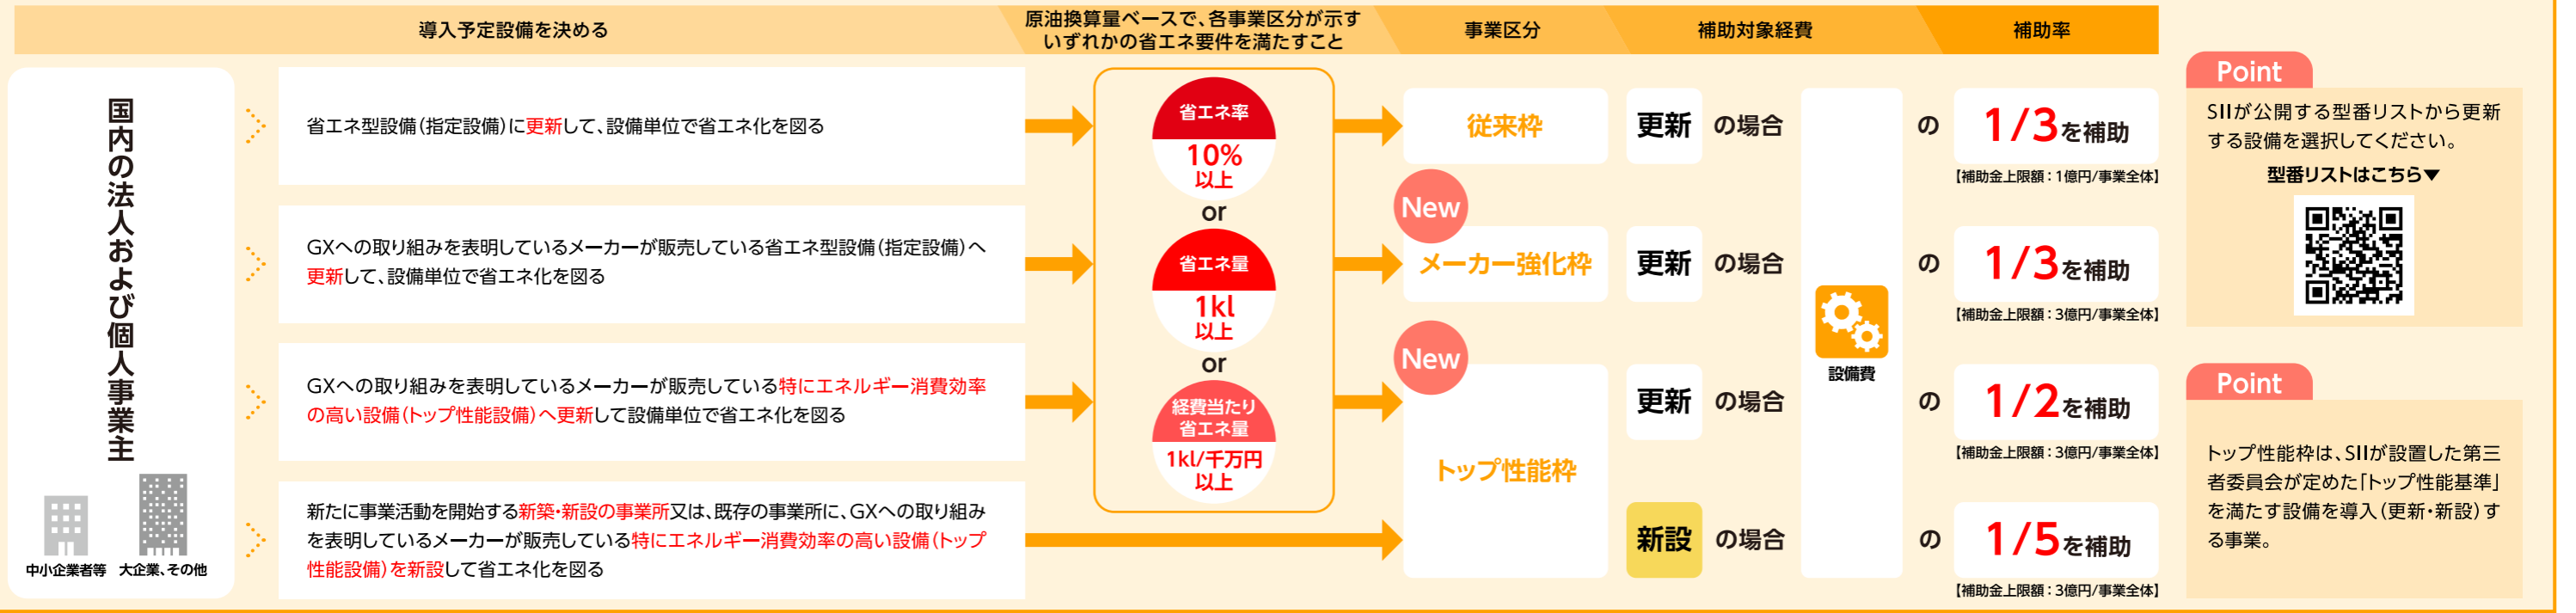 導入予定設備を決める
原油換算量ベースで、各事業区分が示す
いずれかの省エネ要件を満たすこと
事業区分
補助対象経費
補助率
国内の法人および個人事業主
中小企業者等
大企業、その他
省エネ型設備(指定設備)に更新して、設備単位で省エネ化を図る
GXへの取り組みを表明しているメーカーが販売している省エネ型設備(指定設備)へ
更新して、設備単位で省エネ化を図る
GXへの取り組みを表明しているメーカーが販売している特にエネルギー消費効率
の高い設備(トップ性能設備)へ更新して設備単位で省エネ化を図る
新たに事業活動を開始する新築・新設の事業所又は、既存の事業所に、GXへの取り組み
を表明しているメーカーが販売している特にエネルギー消費効率の高い設備(トップ
性能設備)を新設して省エネ化を図る
省エネ率
10%
以上
or
省エネ量
1kl
以上
or
経費当たり
省エネ量
1kl/千万円
以上
従来枠
New
メーカー強化枠
New
トップ性能枠
更新 の場合
更新 の場合
更新 の場合
新設 の場合
設備費
の 1/3を補助
【補助金上限額:1億円/事業全体】
の 1/3を補助
【補助金上限額:3億円/事業全体】
の 1/2を補助
【補助金上限額:3億円/事業全体】
の 1/5を補助
【補助金上限額:3億円/事業全体】
Point
SIIが公開する型番リストから更新
する設備を選択してください。
型番リストはこちら▼
Point
トップ性能枠は、SIIが設置した第三
者委員会が定めた「トップ性能基準」
を満たす設備を導入(更新・新設)す
る事業。